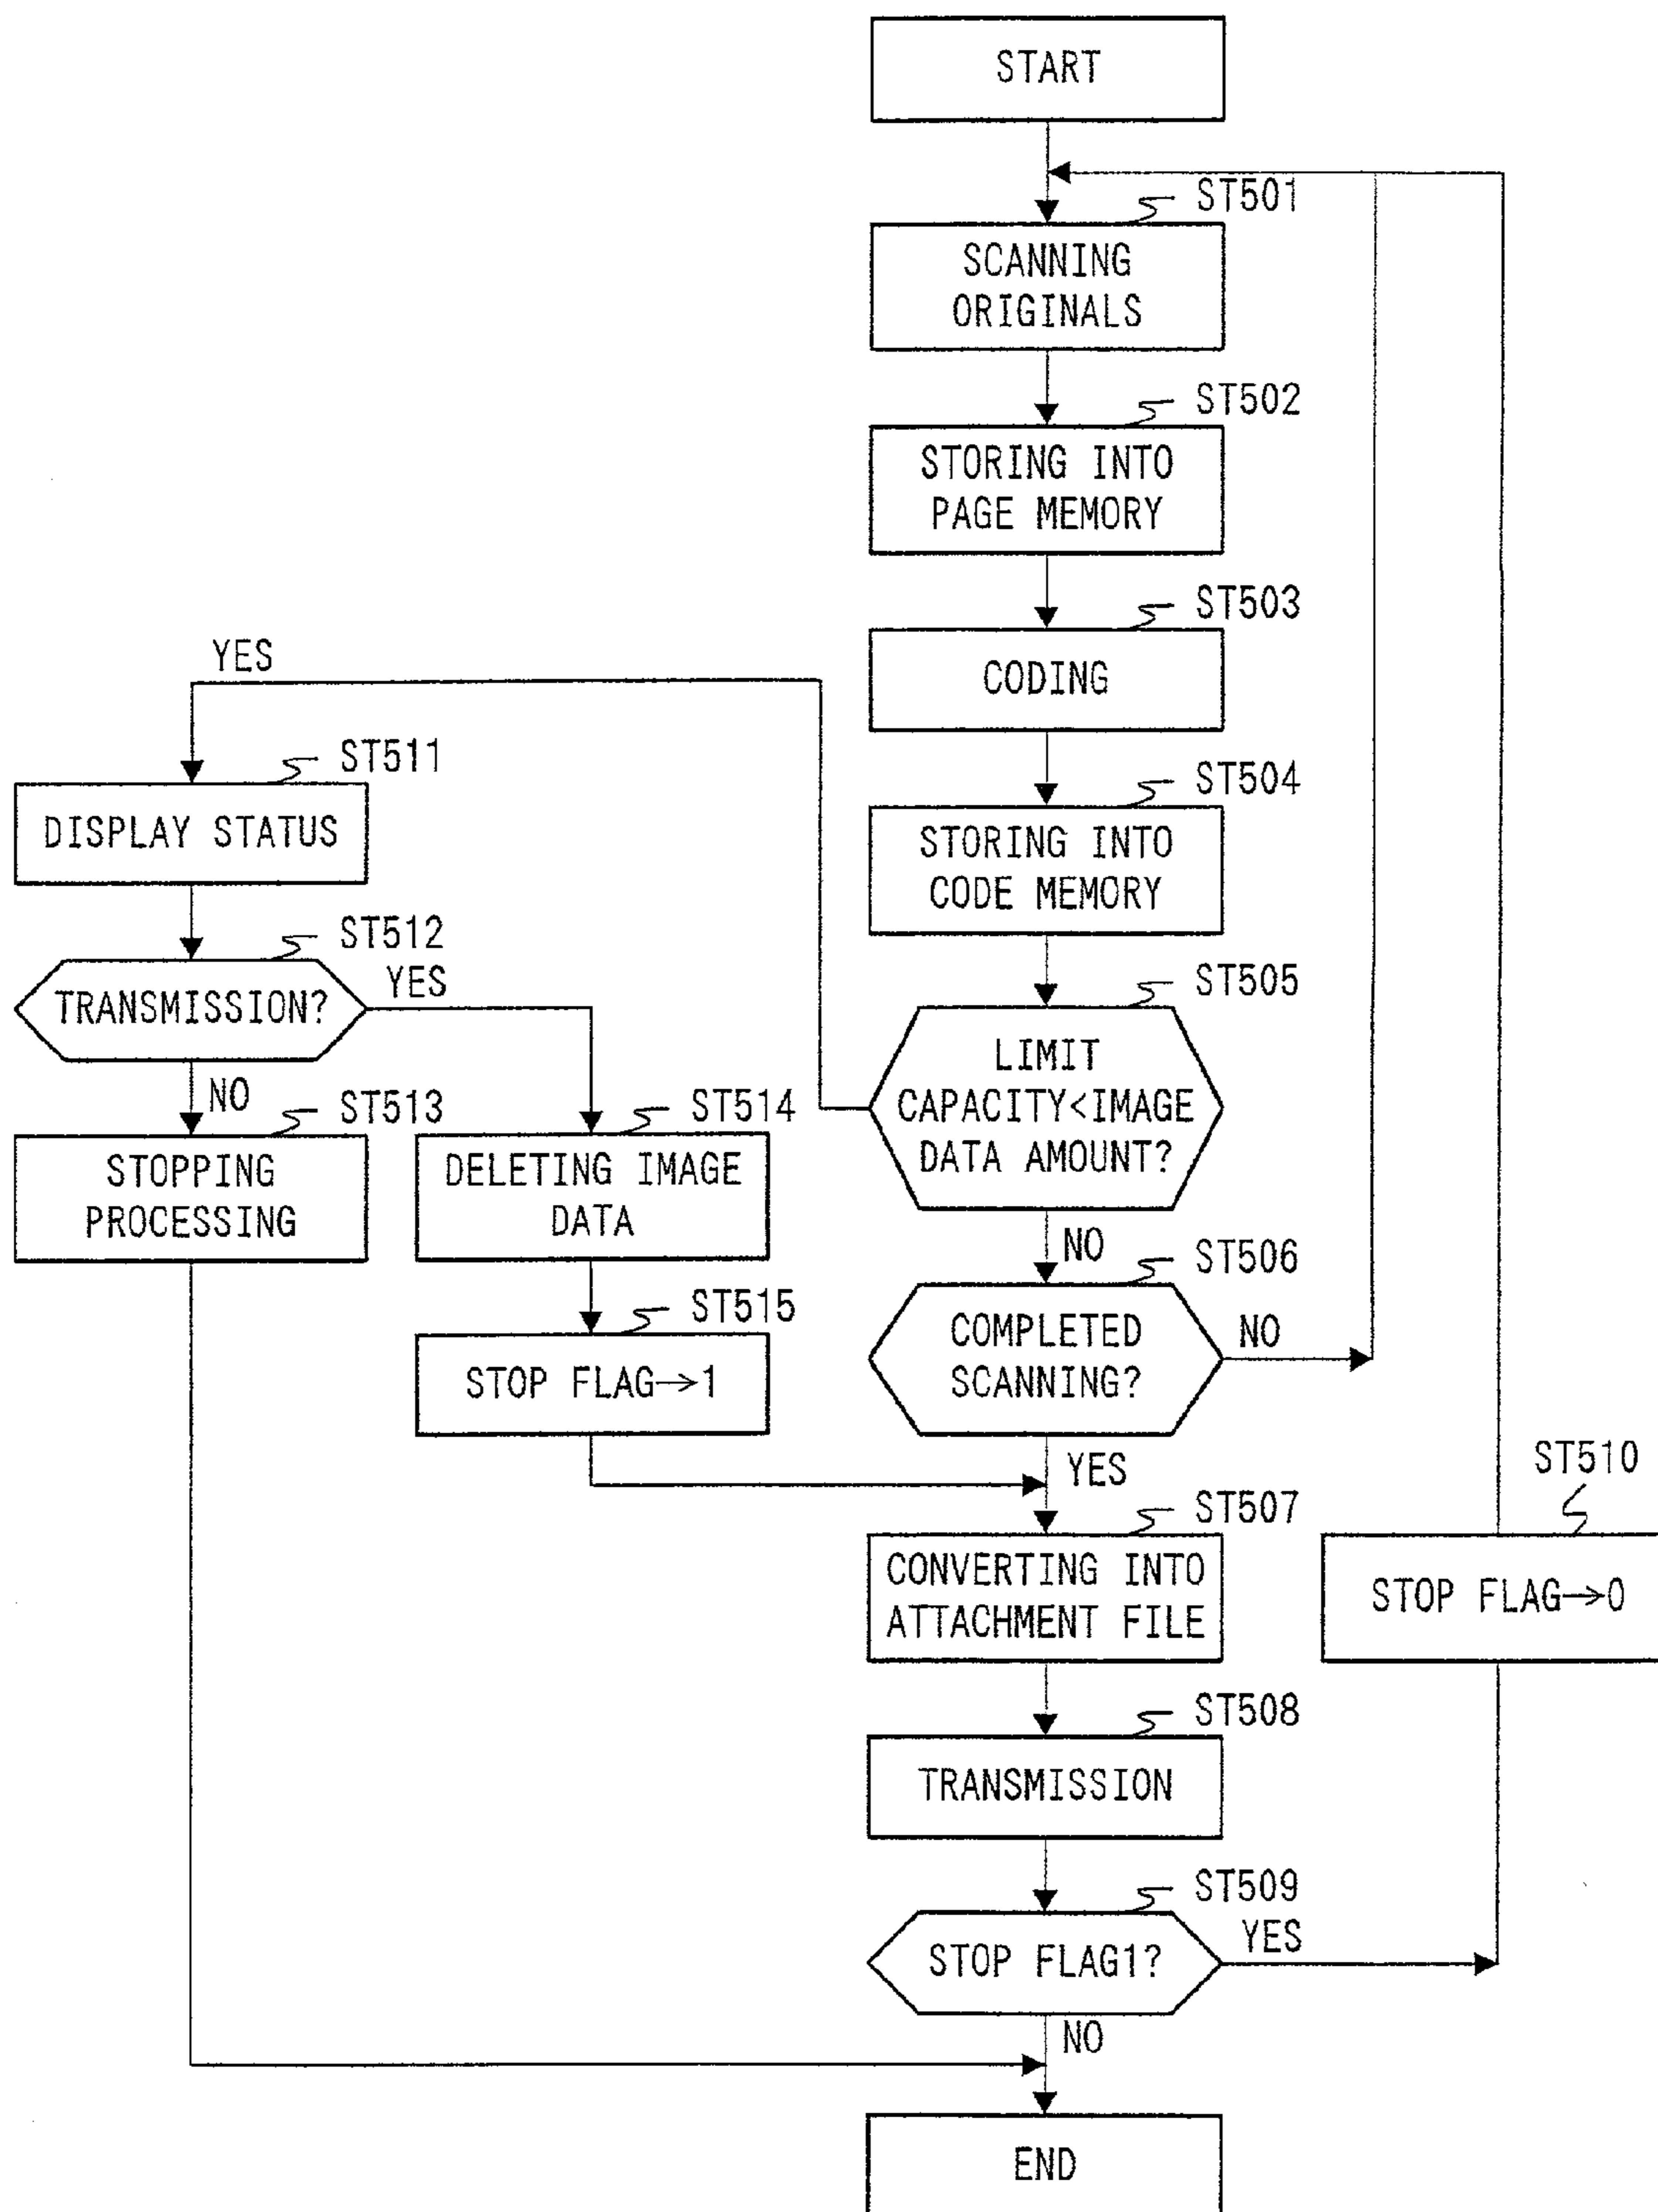 START
ST501
SCANNING
ORIGINALS
ST502
STORING INTO
PAGE MEMORY
ST503
CODING
YES
ST511
DISPLAY STATUS
ST504
STORING INTO
CODE MEMORY
ST512
TRANSMISSION?
YES
NO
ST505
LIMIT
CAPACITY<IMAGE
DATA AMOUNT?
NO
ST513
STOPPING
PROCESSING
ST514
DELETING IMAGE
DATA
ST506
COMPLETED
SCANNING?
NO
YES
ST515
STOP FLAG→1
ST507
CONVERTING INTO
ATTACHMENT FILE
ST510
STOP FLAG→0
ST508
TRANSMISSION
ST509
STOP FLAG1?
YES
NO
END